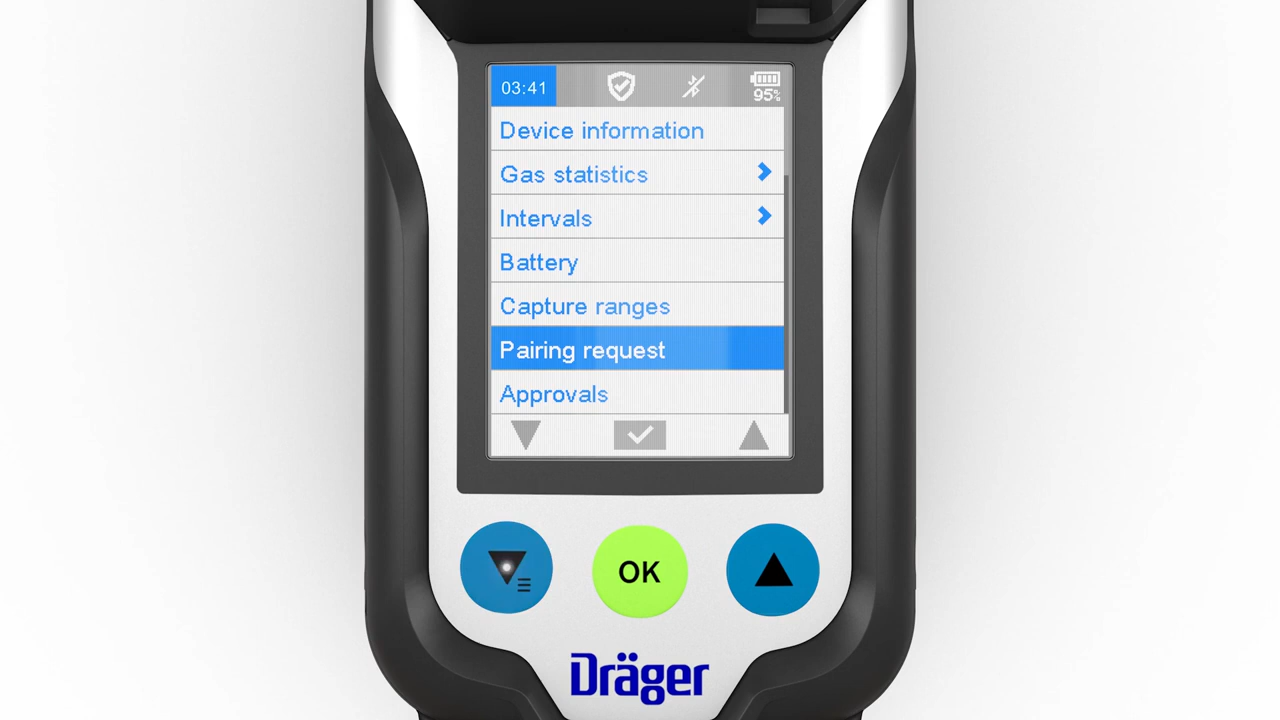 03:41
95%
Device information
Gas statistics
Intervals
Battery
Capture ranges
Pairing request
Approvals
OK
Dräger